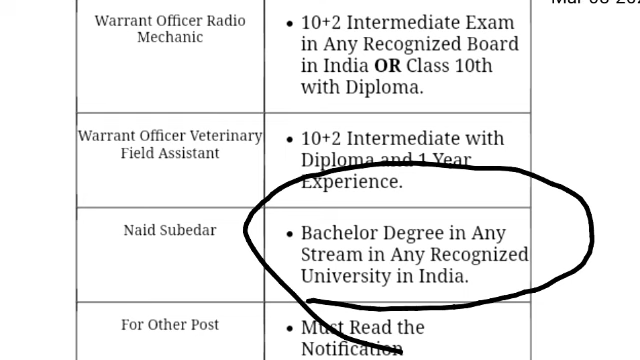 Warrant Officer Radio
Mechanic
10+2 Intermediate Exam
in Any Recognized Board
in India OR Class 10th
with Diploma.
Warrant Officer Veterinary
Field Assistant
10+2 Intermediate with
Diploma and 1 Year
Experience.
Naid Subedar
Bachelor Degree in Any
Stream in Any Recognized
University in India.
For Other Post
Must Read the
Notification